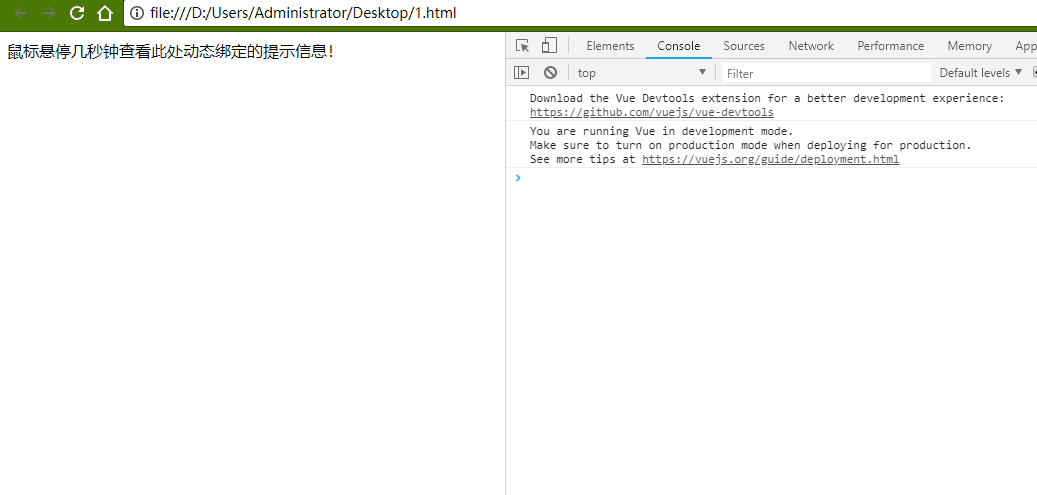 file:///D:/Users/Administrator/Desktop/1.html
鼠标悬停几秒钟查看此处动态绑定的提示信息！
Elements Console Sources Network Performance Memory App
top Filter Default levels
Download the Vue Devtools extension for a better development experience:
https://github.com/vuejs/vue-devtools
You are running Vue in development mode.
Make sure to turn on production mode when deploying for production.
See more tips at https://vuejs.org/guide/deployment.html